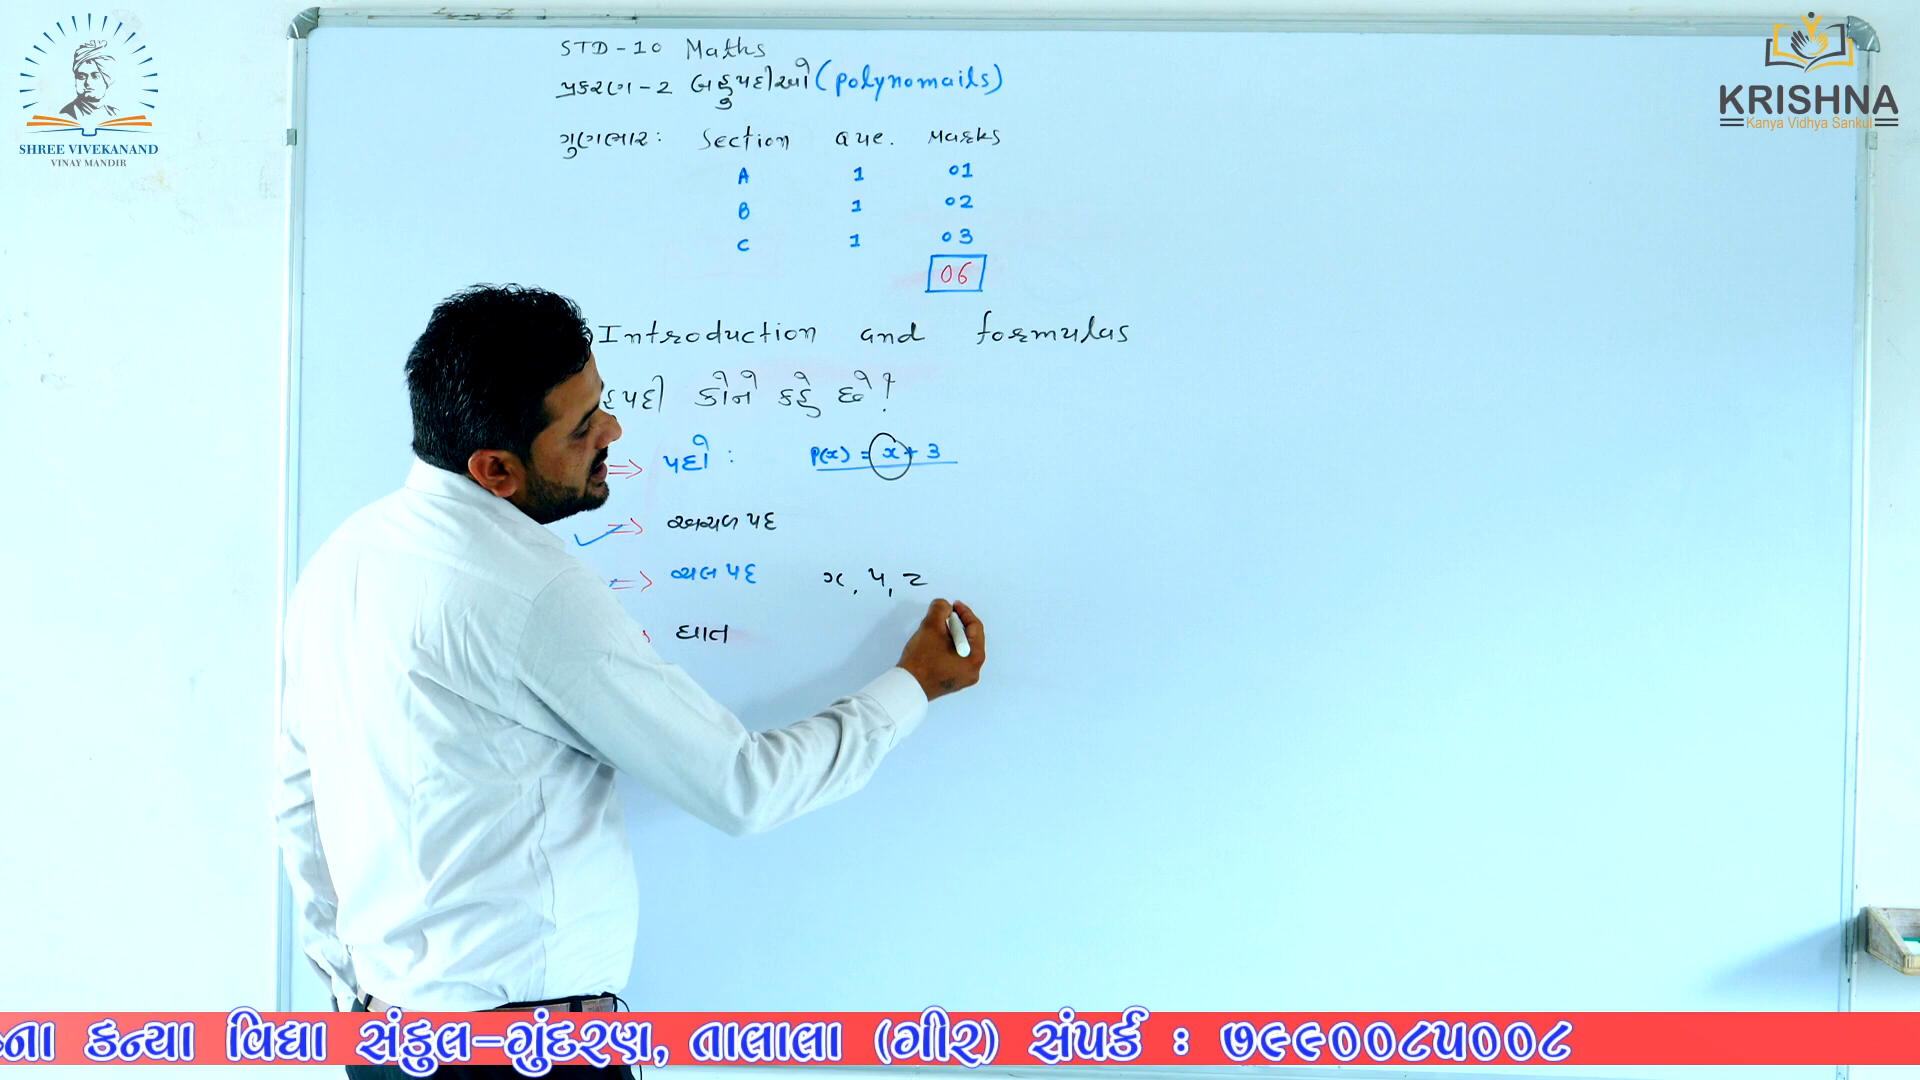 SHREE VIVEKANAND
VINAY MANDIR
KRISHNA
Kanya Vidhya Sankul
STD-10 Maths
પ્રકરણ-2 બહુપદીઓ (polynomails)
ગુણભાર: Section Que. Marks
A 1 01
B 1 02
C 1 03
06
Introduction and formulas
હુપદી કોને કહે છે?
⇒ પદો : P(x) = x + 3
⇒ અચળ પદ
⇒ ચલ પદ x, y, z
ઘાત
ના કન્યા વિદ્યા સંકુલ-ગુંદરણ, તાલાલા (ગીર) સંપર્ક : ૭૯૯૦૦૮૫૦૦૮